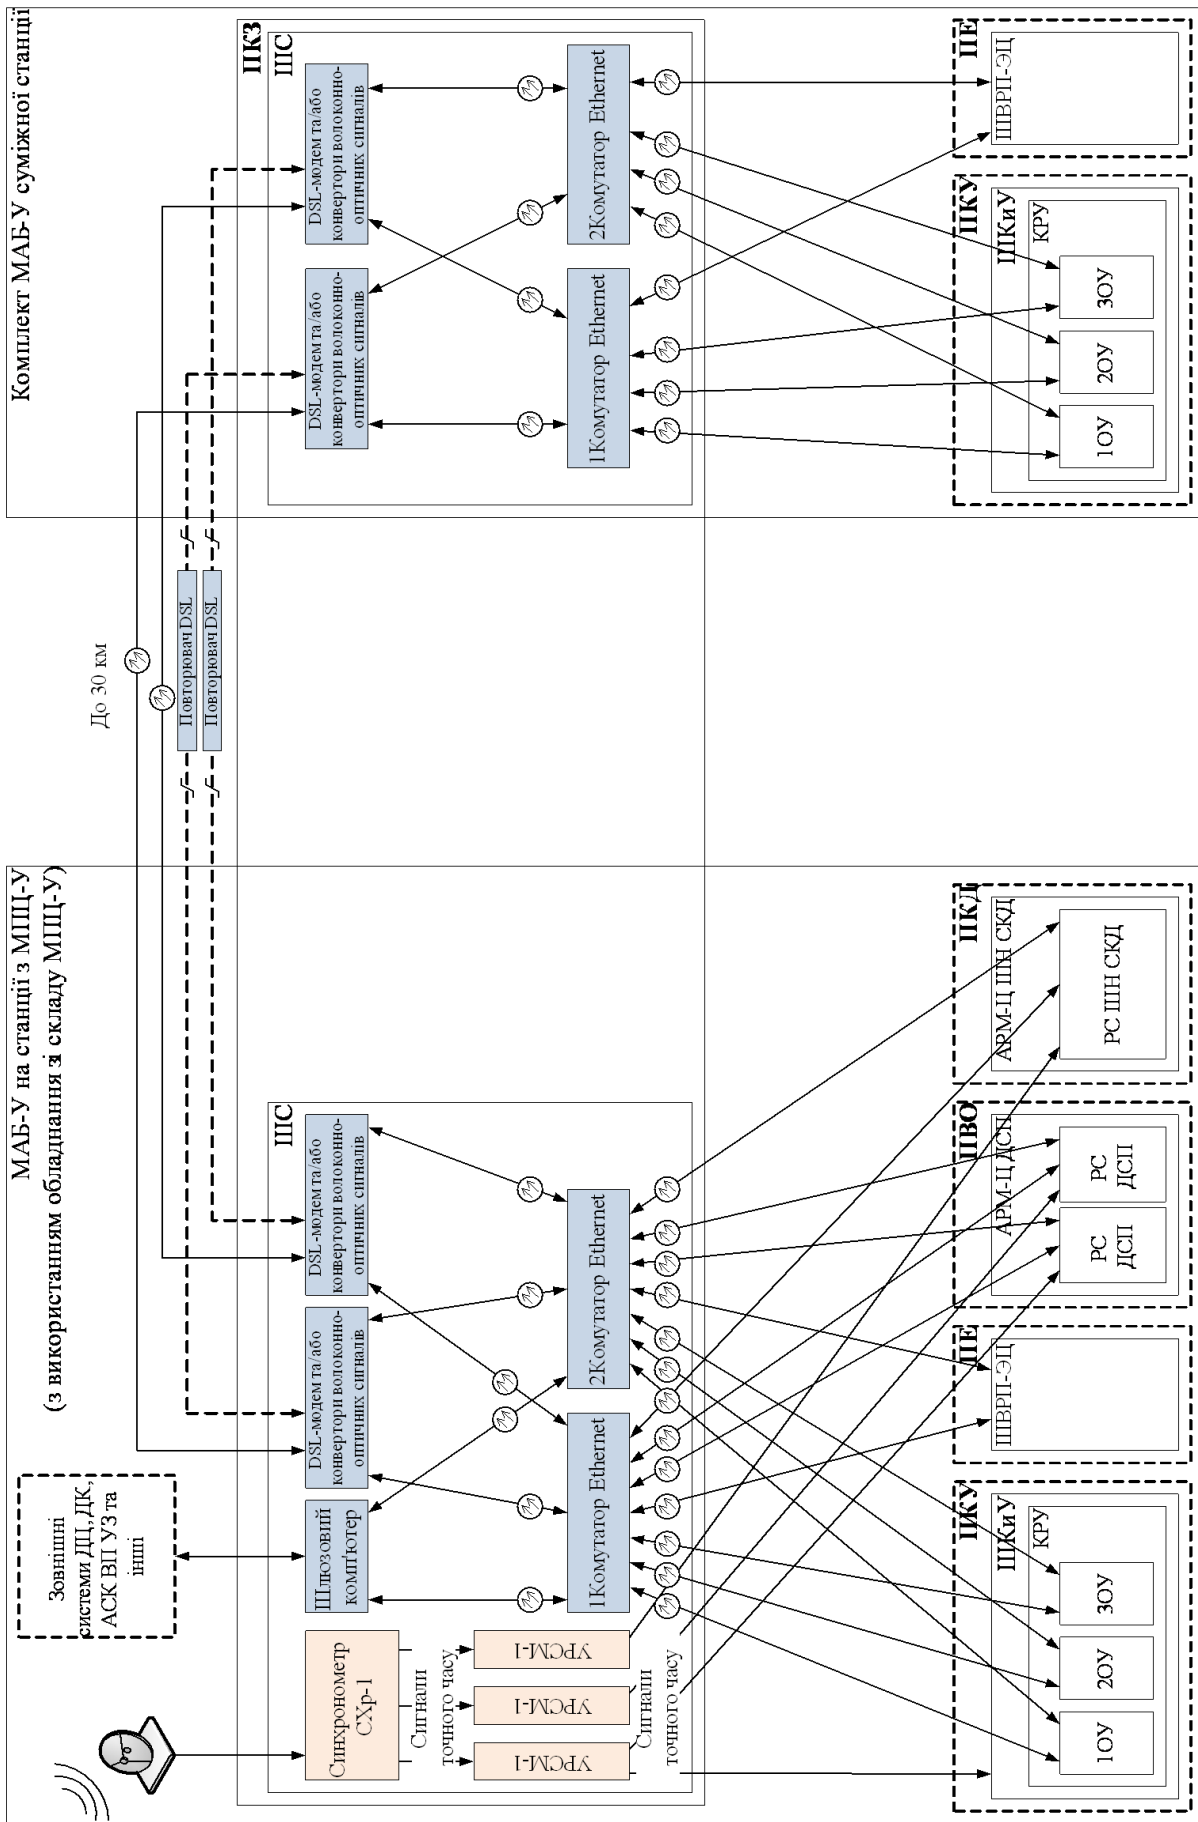 МАБ-У на станції з МПЦ-У
(з використанням обладнання зі складу МПЦ-У)
Зовнішні
системи ДЦ, ДК,
АСК ВП УЗ та
інші
Синхронометр
СХр-1
Сигнали
точного часу
УРСМ-1
УРСМ-1
УРСМ-1
Сигнали
точного часу
ШС
Шлюзовий
комп'ютер
DSL-модем та/або
конвертори волоконно-
оптичних сигналів
DSL-модем та/або
конвертори волоконно-
оптичних сигналів
1Комутатор Ethernet
2Комутатор Ethernet
ПКУ
ШКиУ
КРУ
1ОУ
2ОУ
3ОУ
ПЕ
ШВРП-ЭЦ
ПВО
АРМ-Ц ДСП
РС
ДСП
РС
ДСП
ПКД
АРМ-Ц ШН СКД
РС ШН СКД
До 30 км
Повторювач DSL
Повторювач DSL
Комплект МАБ-У суміжної станції
ПКЗ
ШС
DSL-модем та/або
конвертори волоконно-
оптичних сигналів
DSL-модем та/або
конвертори волоконно-
оптичних сигналів
1Комутатор Ethernet
2Комутатор Ethernet
ПКУ
ШКиУ
КРУ
1ОУ
2ОУ
3ОУ
ПЕ
ШВРП-ЭЦ